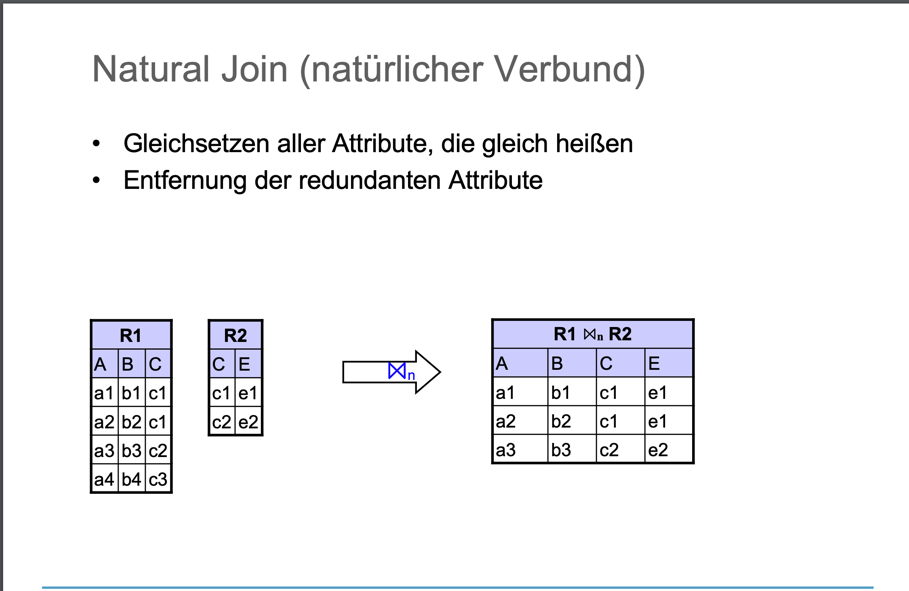 Natural Join (natürlicher Verbund)
• Gleichsetzen aller Attribute, die gleich heißen
• Entfernung der redundanten Attribute
R1
A B C
a1 b1 c1
a2 b2 c1
a3 b3 c2
a4 b4 c3
R2
C E
c1 e1
c2 e2
⋈n
R1 ⋈n R2
A B C E
a1 b1 c1 e1
a2 b2 c1 e1
a3 b3 c2 e2